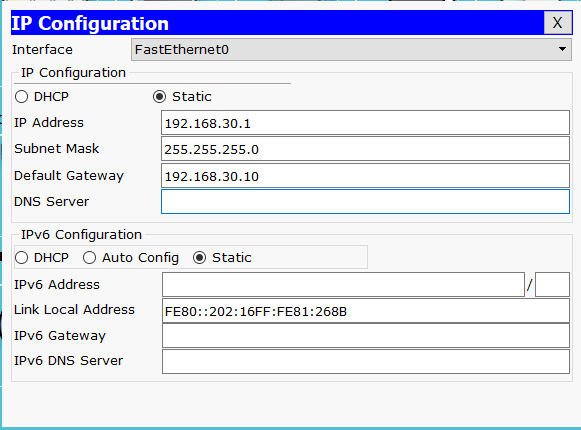 IP Configuration X
Interface FastEthernet0
IP Configuration
DHCP Static
IP Address 192.168.30.1
Subnet Mask 255.255.255.0
Default Gateway 192.168.30.10
DNS Server
IPv6 Configuration
DHCP Auto Config Static
IPv6 Address /
Link Local Address FE80::202:16FF:FE81:268B
IPv6 Gateway
IPv6 DNS Server